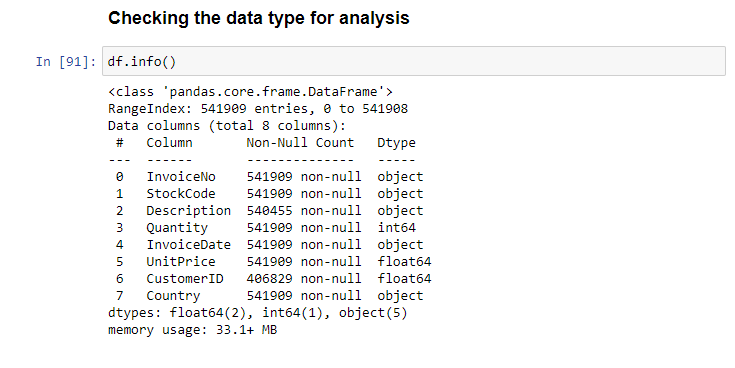 Checking the data type for analysis
In [91]: df.info()
<class 'pandas.core.frame.DataFrame'>
RangeIndex: 541909 entries, 0 to 541908
Data columns (total 8 columns):
 #   Column       Non-Null Count   Dtype
---  ------       --------------   -----
 0   InvoiceNo    541909 non-null  object
 1   StockCode    541909 non-null  object
 2   Description  540455 non-null  object
 3   Quantity     541909 non-null  int64
 4   InvoiceDate  541909 non-null  object
 5   UnitPrice    541909 non-null  float64
 6   CustomerID   406829 non-null  float64
 7   Country      541909 non-null  object
dtypes: float64(2), int64(1), object(5)
memory usage: 33.1+ MB